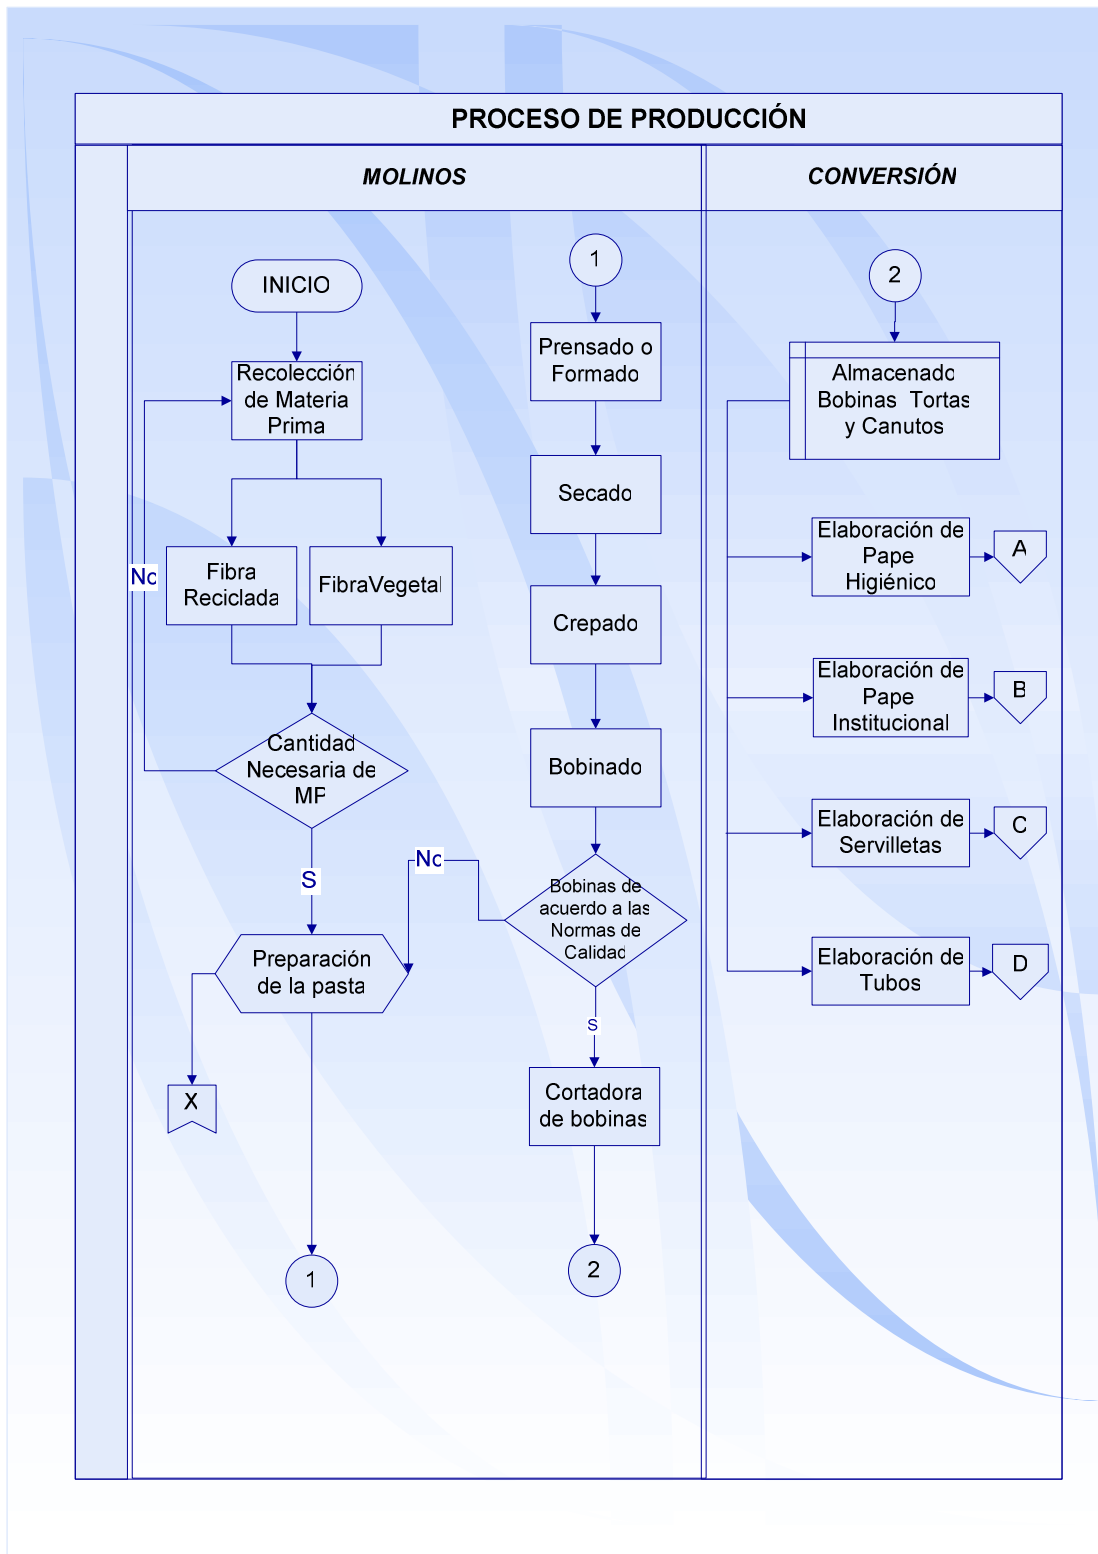 PROCESO DE PRODUCCIÓN
MOLINOS
CONVERSIÓN
INICIO
Recolección
de Materia
Prima
Fibra
Reciclada
FibraVegetal
No
Cantidad
Necesaria de
MP
S
Preparación
de la pasta
X
1
1
Prensado o
Formado
Secado
Crepado
Bobinado
Bobinas de
acuerdo a las
Normas de
Calidad
No
S
Cortadora
de bobinas
2
2
Almacenado
Bobinas Tortas
y Canutos
Elaboración de
Pape
Higiénico
A
Elaboración de
Pape
Institucional
B
Elaboración de
Servilletas
C
Elaboración de
Tubos
D